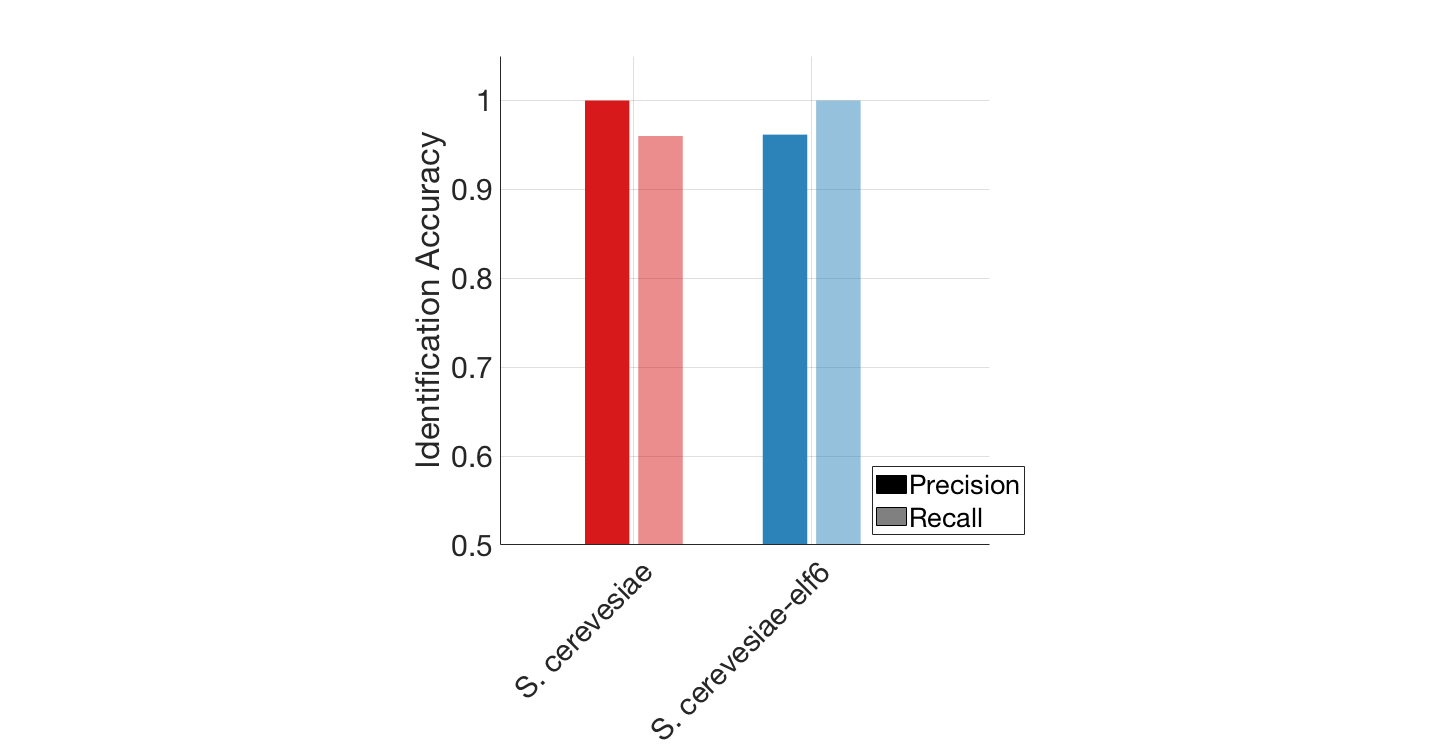 Identification Accuracy
1
0.9
0.8
0.7
0.6
0.5
Precision
Recall
S. cerevesiae
S. cerevesiae-elf6